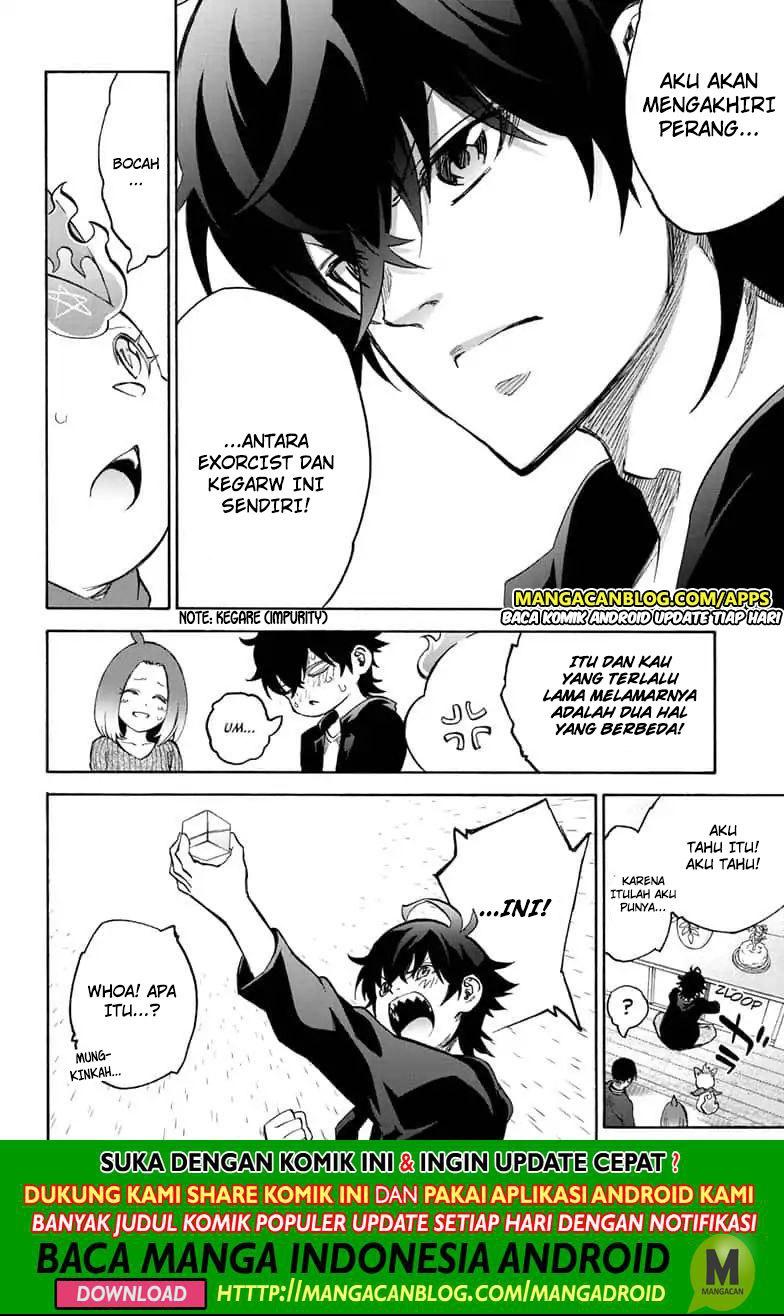 AKU AKAN
MENGAKHIRI
PERANG...
BOCAH
...
...ANTARA
EXORCIST DAN
KEGARW INI
SENDIRI!
NOTE: KEGARE (IMPURITY)
MANGACANBLOG.COM/APPS
BACA KOMIK ANDROID UPDATE TIAP HARI
ITU DAN KAU
YANG TERLALU
LAMA MELAMARNYA
ADALAH DUA HAL
YANG BERBEDA!
UM...
AKU
TAHU ITU!
AKU TAHU!
KARENA
ITULAH AKU
PUNYA...
ZLOOP
?
...INI!
WHOA! APA
ITU...?
MUNG-
KINKAH...
SUKA DENGAN KOMIK INI & INGIN UPDATE CEPAT ?
DUKUNG KAMI SHARE KOMIK INI DAN PAKAI APLIKASI ANDROID KAMI
BANYAK JUDUL KOMIK POPULER UPDATE SETIAP HARI DENGAN NOTIFIKASI
BACA MANGA INDONESIA ANDROID
DOWNLOAD
HTTTP://MANGACANBLOG.COM/MANGADROID
M
MANGACAN